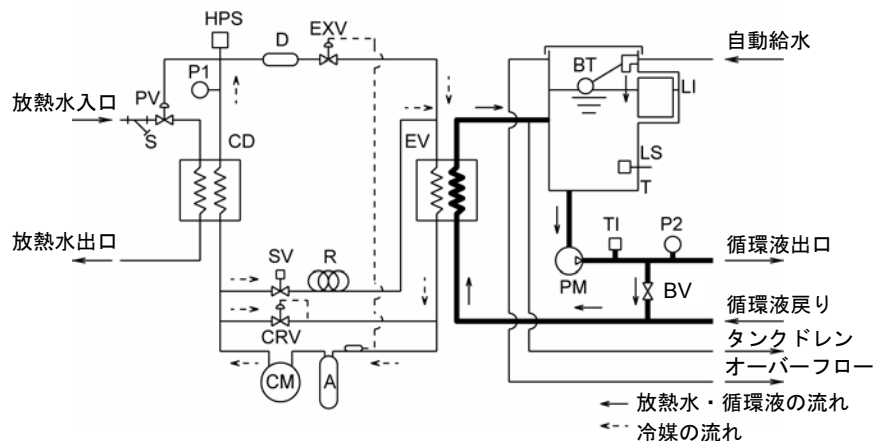 HPS
D
EXV
P1
PV
放熱水入口
S
CD
EV
放熱水出口
SV
R
CRV
CM
A
自動給水
BT
LI
LS
T
TI
P2
循環液出口
PM
BV
循環液戻り
タンクドレン
オーバーフロー
放熱水・循環液の流れ
冷媒の流れ